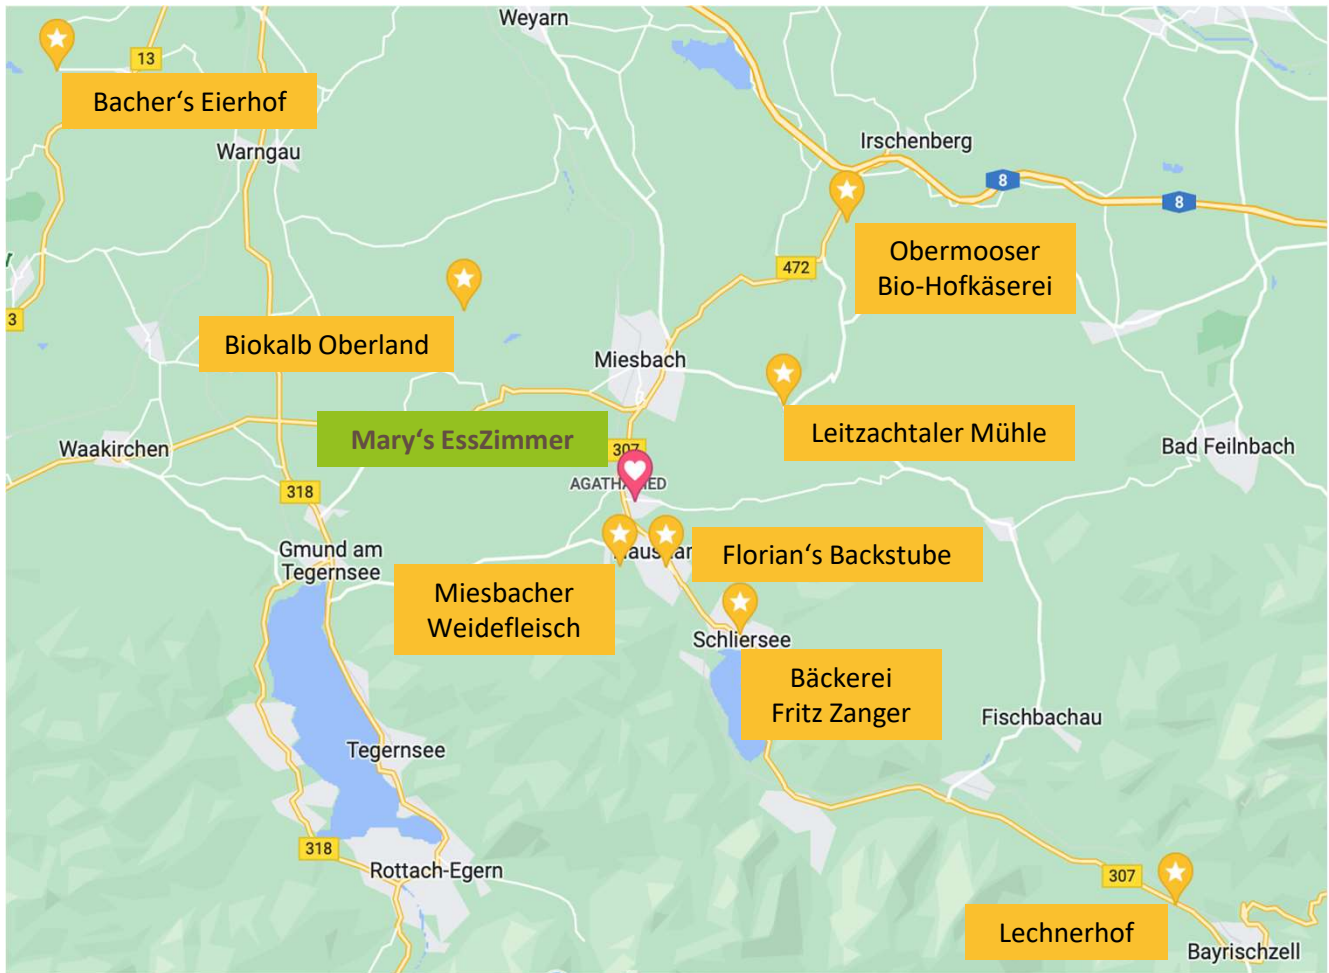 Weyarn
13
Bacher‘s Eierhof
Warngau
Irschenberg
8
8
Obermooser
Bio-Hofkäserei
472
3
Biokalb Oberland
Miesbach
Leitzachtaler Mühle
Mary‘s EssZimmer
307
Waakirchen
Bad Feilnbach
318
Gmund am
Tegernsee
Florian‘s Backstube
Miesbacher
Weidefleisch
Schliersee
Bäckerei
Fritz Zanger
Fischbachau
Tegernsee
318
Rottach-Egern
307
Lechnerhof
Bayrischzell